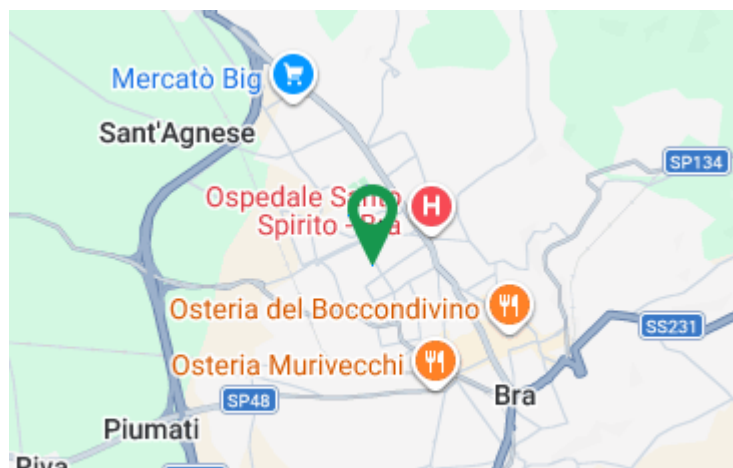 Mercatò Big
Sant'Agnese
SP134
Ospedale Santo
Spirito - Bra
H
Osteria del Boccondivino
SS231
Osteria Murivecchi
Bra
SP48
Piumati